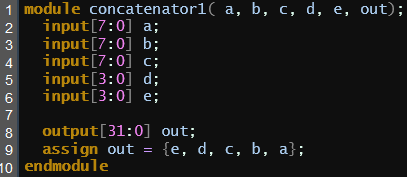 1 module concatenator1( a, b, c, d, e, out);
2   input[7:0] a;
3   input[7:0] b;
4   input[7:0] c;
5   input[3:0] d;
6   input[3:0] e;
7
8   output[31:0] out;
9   assign out = {e, d, c, b, a};
10 endmodule